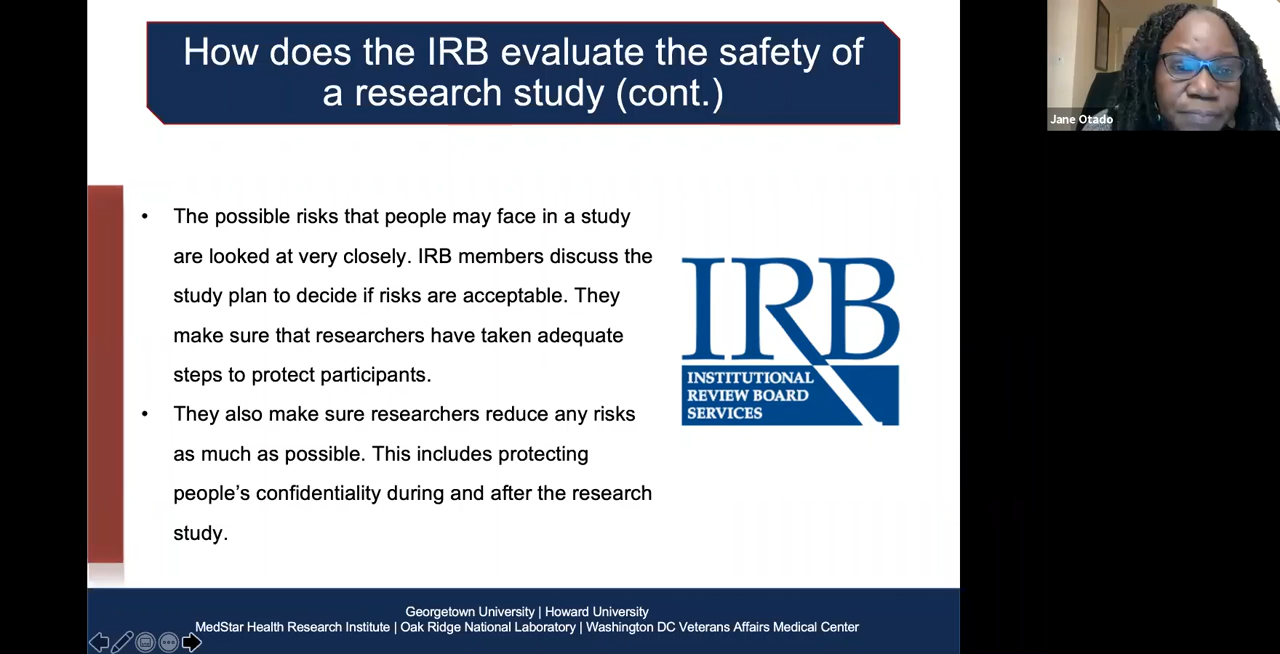 How does the IRB evaluate the safety of
a research study (cont.)
Jane Otado
• The possible risks that people may face in a study
are looked at very closely. IRB members discuss the
study plan to decide if risks are acceptable. They
make sure that researchers have taken adequate
steps to protect participants.
• They also make sure researchers reduce any risks
as much as possible. This includes protecting
people’s confidentiality during and after the research
study.
IRB
INSTITUTIONAL
REVIEW BOARD
SERVICES
Georgetown University | Howard University
MedStar Health Research Institute | Oak Ridge National Laboratory | Washington DC Veterans Affairs Medical Center